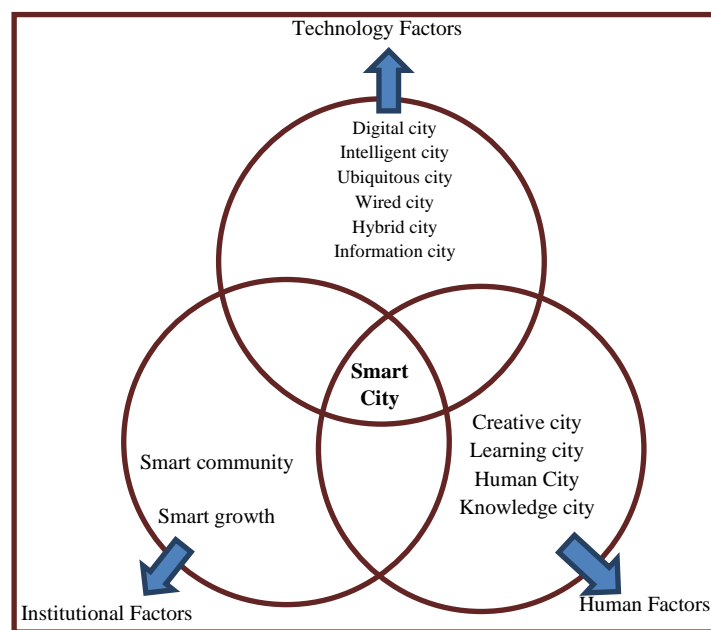 Technology Factors
Digital city
Intelligent city
Ubiquitous city
Wired city
Hybrid city
Information city
Smart
City
Smart community
Smart growth
Creative city
Learning city
Human City
Knowledge city
Institutional Factors
Human Factors